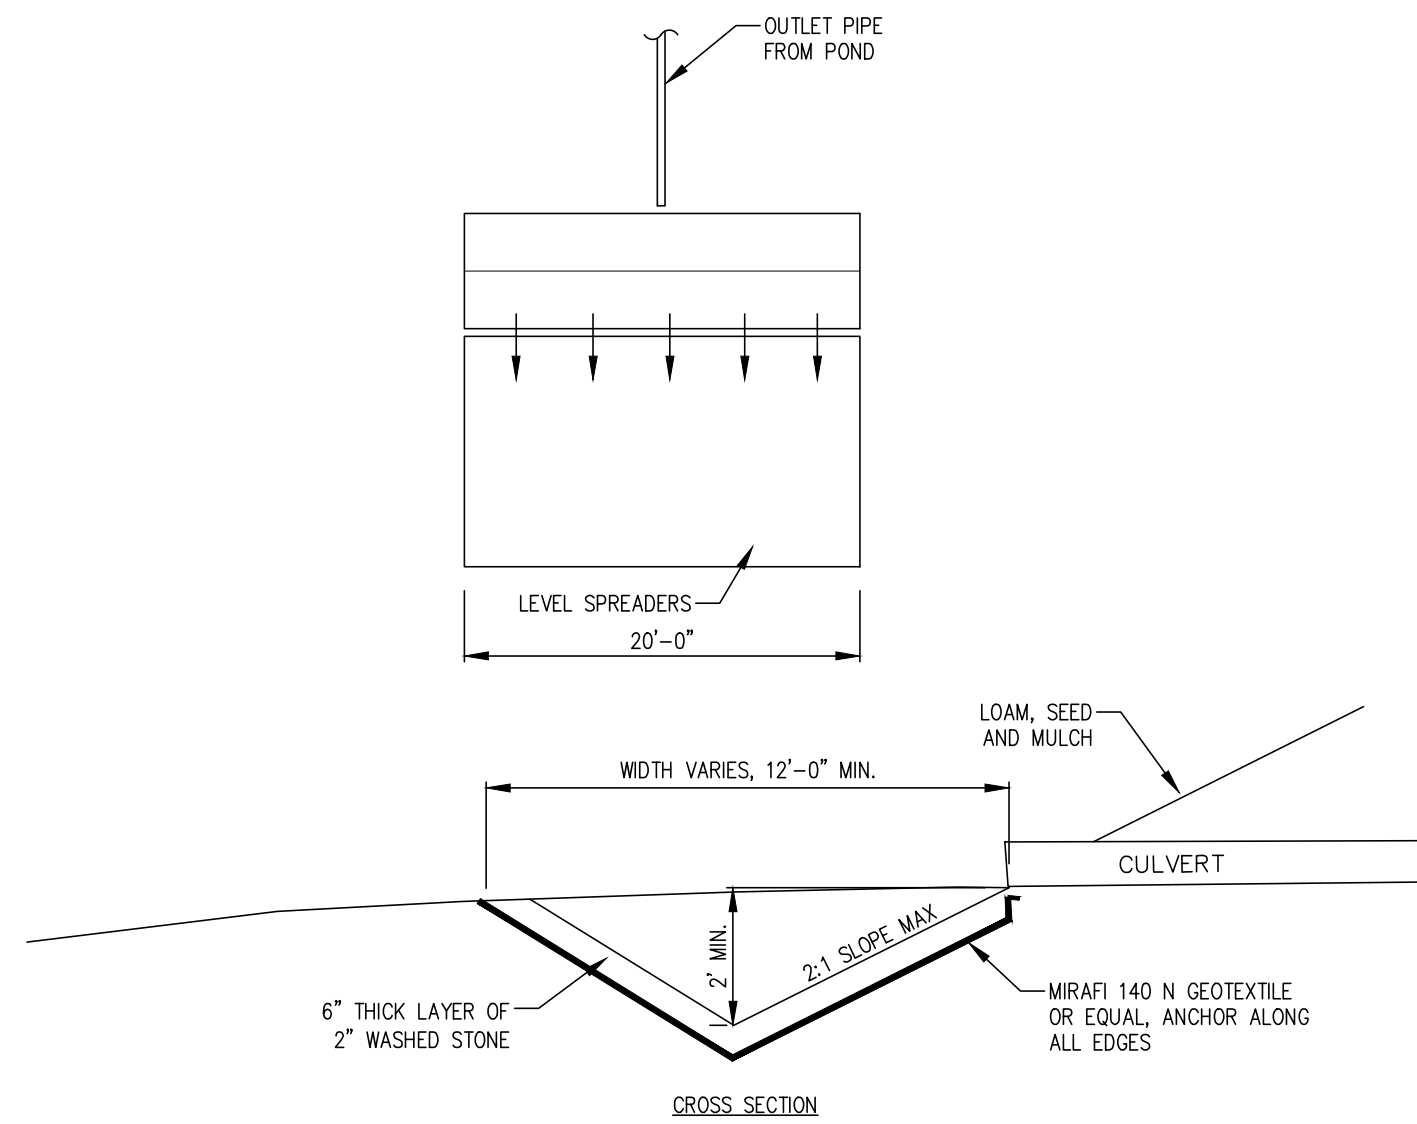 OUTLET PIPE
FROM POND
LEVEL SPREADERS
20'-0"
LOAM, SEED
AND MULCH
WIDTH VARIES, 12'-0" MIN.
CULVERT
2' MIN.
2:1 SLOPE MAX
6" THICK LAYER OF
2" WASHED STONE
MIRAFI 140 N GEOTEXTILE
OR EQUAL, ANCHOR ALONG
ALL EDGES
CROSS SECTION